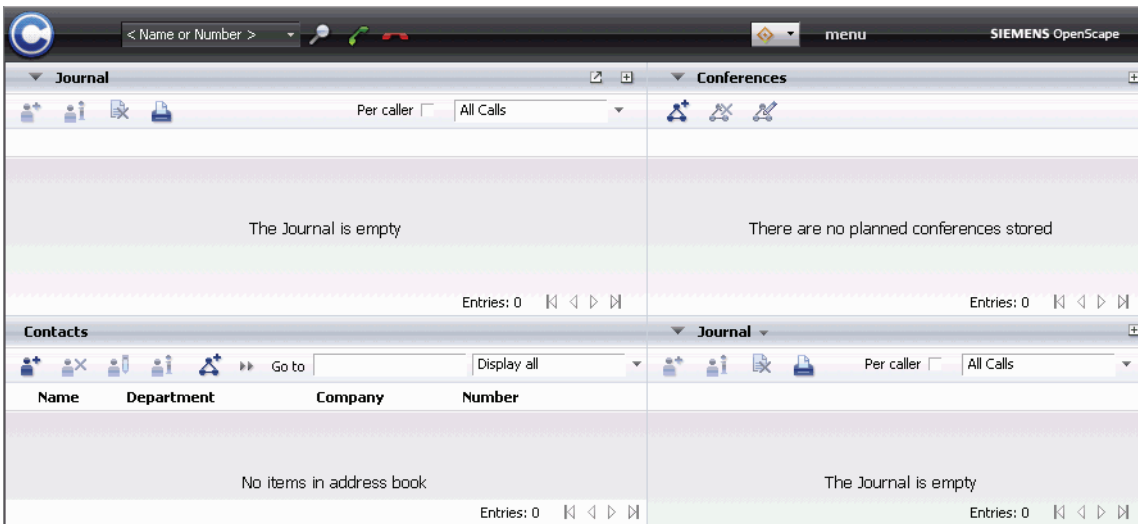 < Name or Number >
menu
SIEMENS OpenScape
Journal
Per caller
All Calls
The Journal is empty
Entries: 0
Conferences
There are no planned conferences stored
Entries: 0
Contacts
Go to
Display all
Name Department Company Number
No items in address book
Entries: 0
Journal
Per caller
All Calls
The Journal is empty
Entries: 0